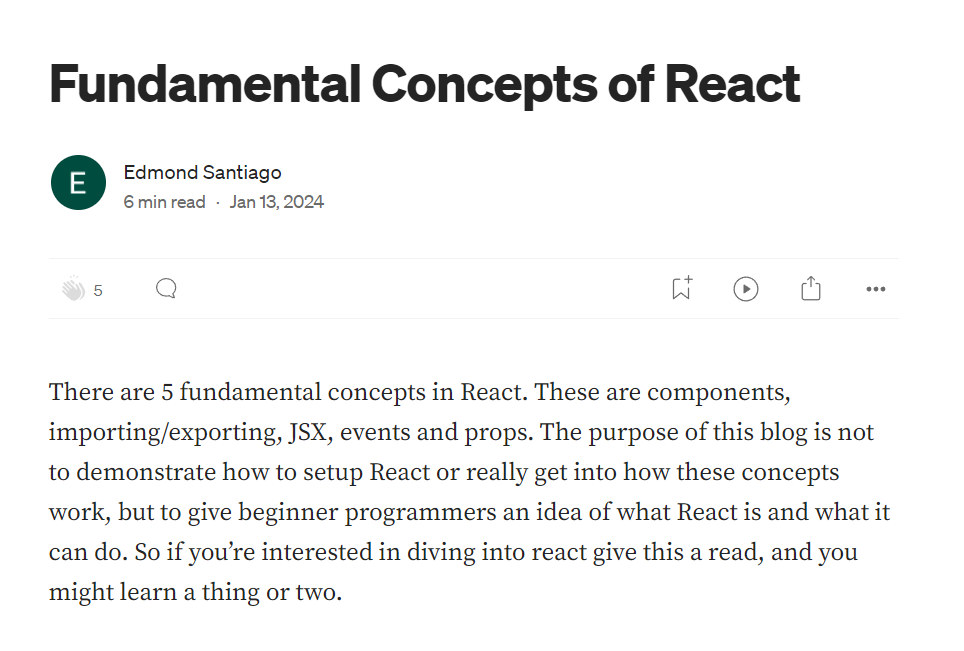 Fundamental Concepts of React
E
Edmond Santiago
6 min read · Jan 13, 2024
5
There are 5 fundamental concepts in React. These are components,
importing/exporting, JSX, events and props. The purpose of this blog is not
to demonstrate how to setup React or really get into how these concepts
work, but to give beginner programmers an idea of what React is and what it
can do. So if you’re interested in diving into react give this a read, and you
might learn a thing or two.